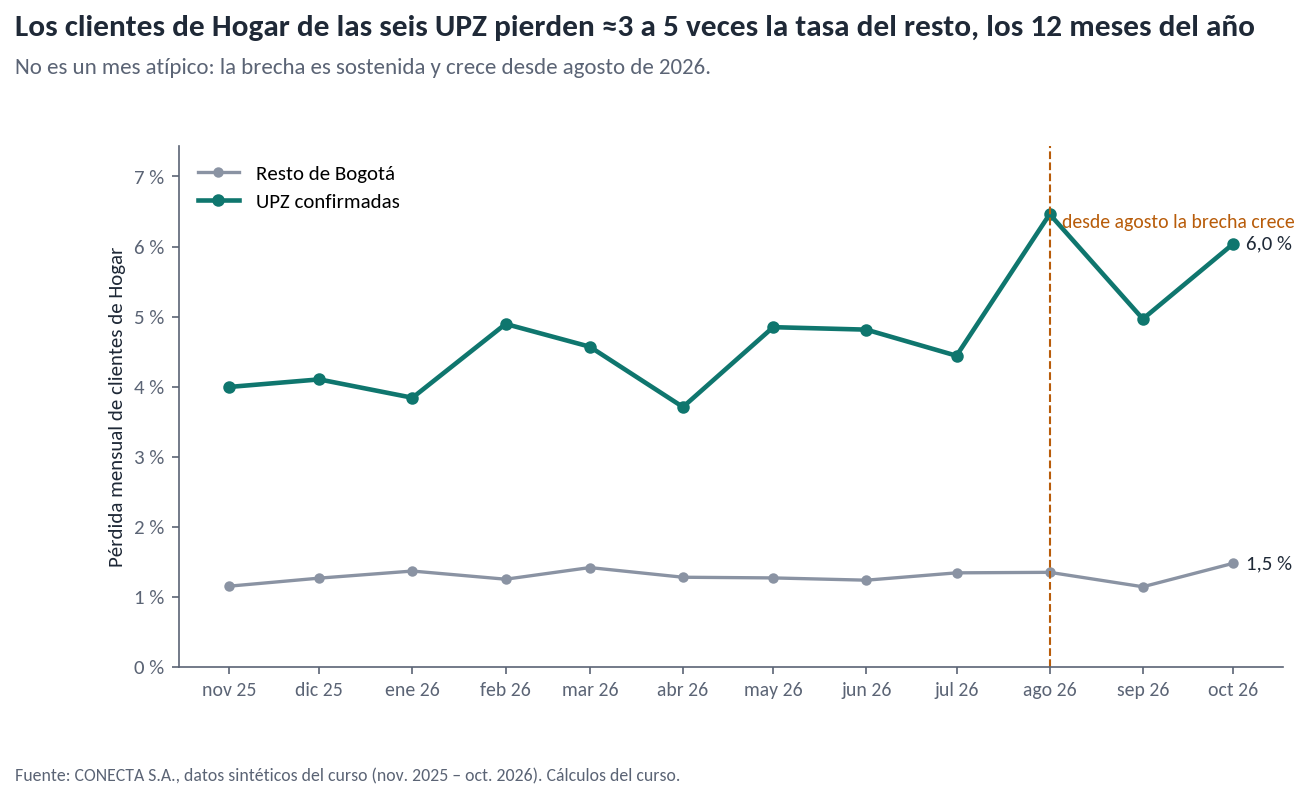 Los clientes de Hogar de las seis UPZ pierden ≈3 a 5 veces la tasa del resto, los 12 meses del año
No es un mes atípico: la brecha es sostenida y crece desde agosto de 2026.
Resto de Bogotá
UPZ confirmadas
Pérdida mensual de clientes de Hogar
7 %
6 %
5 %
4 %
3 %
2 %
1 %
0 %
desde agosto la brecha crece
6,0 %
1,5 %
nov 25 dic 25 ene 26 feb 26 mar 26 abr 26 may 26 jun 26 jul 26 ago 26 sep 26 oct 26
Fuente: CONECTA S.A., datos sintéticos del curso (nov. 2025 – oct. 2026). Cálculos del curso.